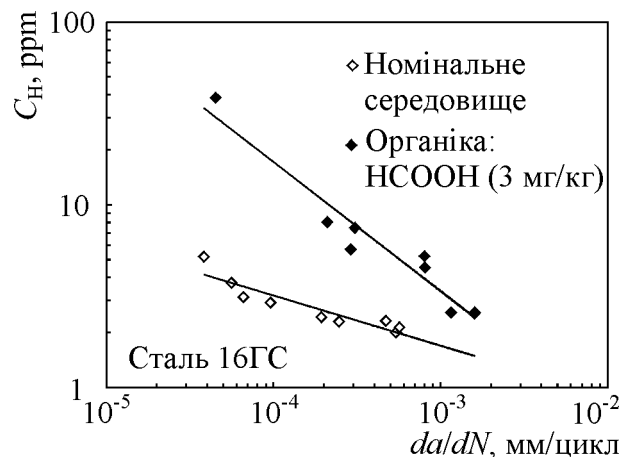 100
10
1
C_H, ppm
Номінальне
середовище
Органіка:
HCOOH (3 мг/кг)
Сталь 16ГС
10^-5 10^-4 10^-3 10^-2
da/dN, мм/цикл